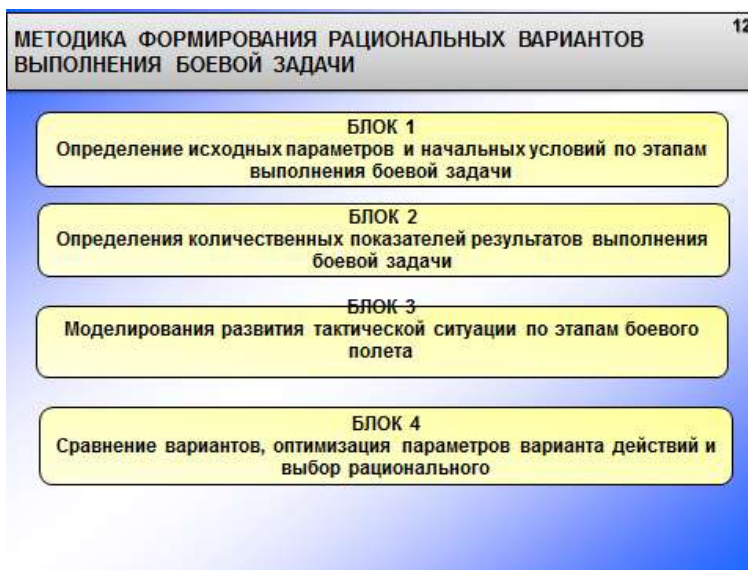 12
МЕТОДИКА ФОРМИРОВАНИЯ РАЦИОНАЛЬНЫХ ВАРИАНТОВ
ВЫПОЛНЕНИЯ БОЕВОЙ ЗАДАЧИ
БЛОК 1
Определение исходных параметров и начальных условий по этапам
выполнения боевой задачи
БЛОК 2
Определения количественных показателей результатов выполнения
боевой задачи
БЛОК 3
Моделирования развития тактической ситуации по этапам боевого
полета
БЛОК 4
Сравнение вариантов, оптимизация параметров варианта действий и
выбор рационального